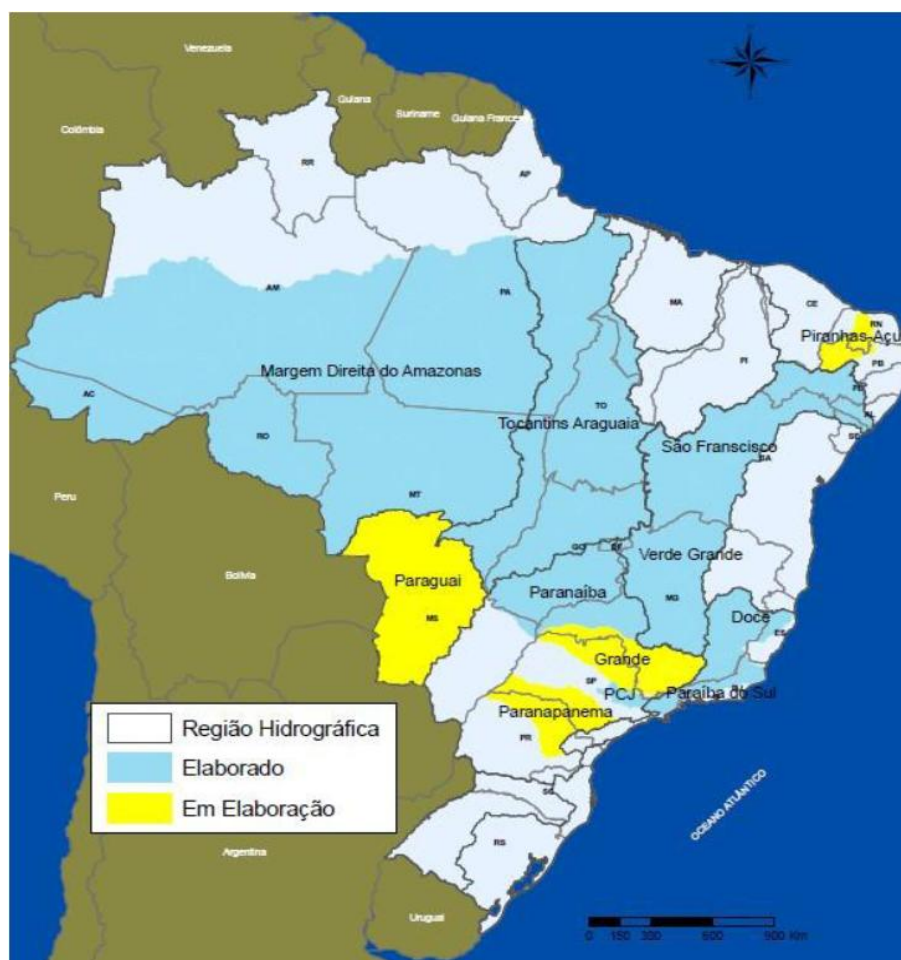 Venezuela
Guiana
Suriname
Guiana Frances
Colômbia
RR
AP
AM
PA
MA
CE
RN
Piranhas-Açu
PB
PI
Margem Direita do Amazonas
AC
TO
Tocantins Araguaia
PE
AL
SE
São Franscisco
BA
RO
Peru
MT
GO
DF
Verde Grande
Bolívia
Paraguai
Paranaíba
MS
MG
Doce
ES
Grande
SP
PCJ
RJ
Paraíba do Sul
Paranapanema
PR
Região Hidrográfica
Elaborado
Em Elaboração
SC
OCEANO ATLÂNTICO
RS
Argentina
Uruguai
0 150 300 600 900 Km